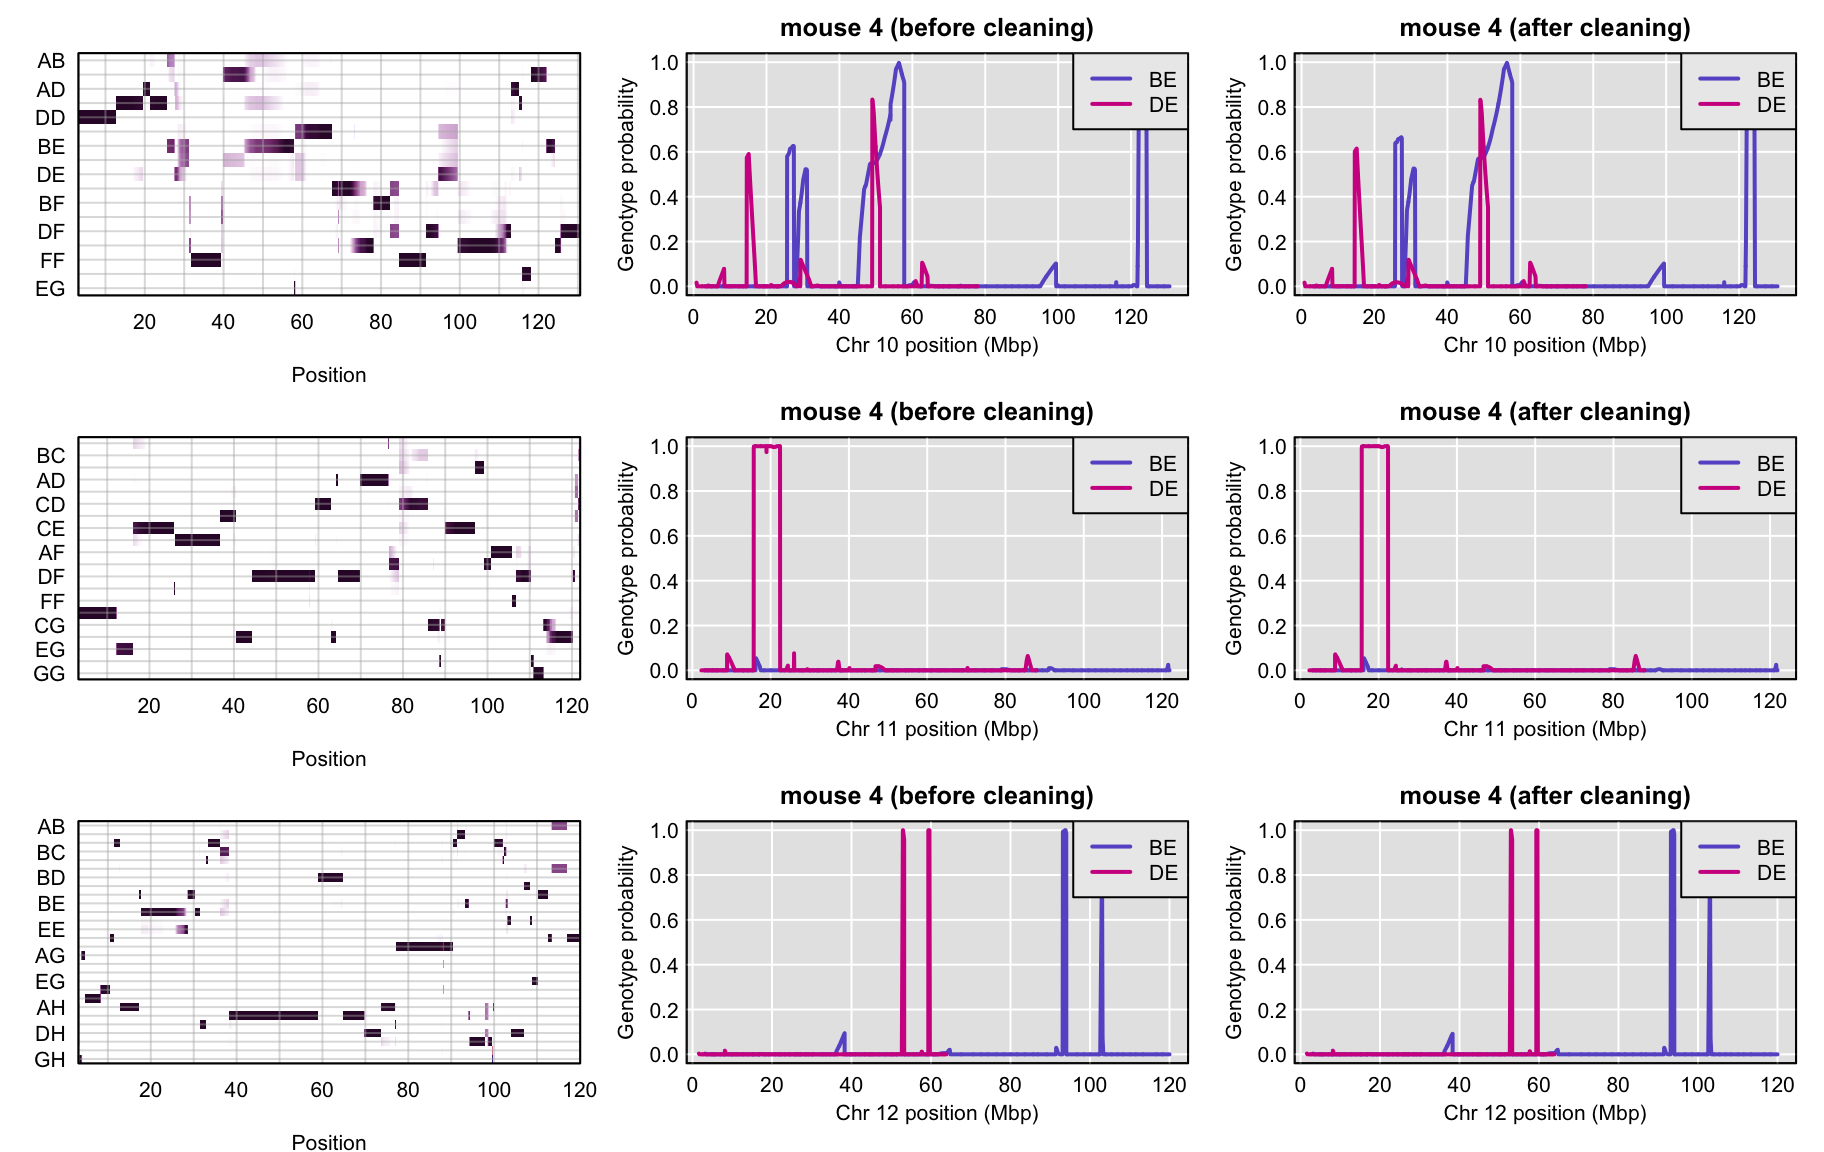 mouse 4 (before cleaning)
mouse 4 (after cleaning)
AB
AD
DD
BE
DE
BF
DF
FF
EG
20 40 60 80 100 120
Position
Genotype probability
1.0
0.8
0.6
0.4
0.2
0.0
BE
DE
0 20 40 60 80 100 120
Chr 10 position (Mbp)
Genotype probability
1.0
0.8
0.6
0.4
0.2
0.0
BE
DE
0 20 40 60 80 100 120
Chr 10 position (Mbp)
mouse 4 (before cleaning)
mouse 4 (after cleaning)
BC
AD
CD
CE
AF
DF
FF
CG
EG
GG
20 40 60 80 100 120
Position
Genotype probability
1.0
0.8
0.6
0.4
0.2
0.0
BE
DE
0 20 40 60 80 100 120
Chr 11 position (Mbp)
Genotype probability
1.0
0.8
0.6
0.4
0.2
0.0
BE
DE
0 20 40 60 80 100 120
Chr 11 position (Mbp)
mouse 4 (before cleaning)
mouse 4 (after cleaning)
AB
BC
BD
BE
EE
AG
EG
AH
DH
GH
20 40 60 80 100 120
Position
Genotype probability
1.0
0.8
0.6
0.4
0.2
0.0
BE
DE
0 20 40 60 80 100 120
Chr 12 position (Mbp)
Genotype probability
1.0
0.8
0.6
0.4
0.2
0.0
BE
DE
0 20 40 60 80 100 120
Chr 12 position (Mbp)